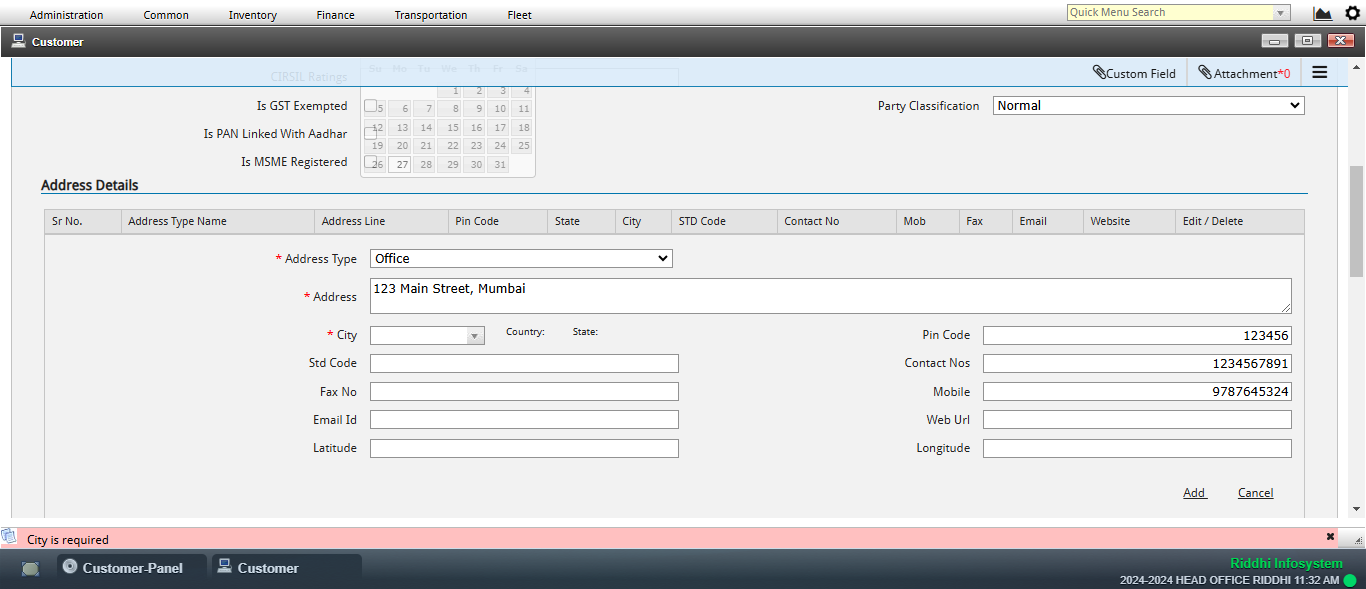 Administration Common Inventory Finance Transportation Fleet Quick Menu Search
Customer
CIRSIL Ratings Su Mo Tu We Th Fr Sa Custom Field Attachment*0
1 2 3 4
Is GST Exempted 5 6 7 8 9 10 11 Party Classification Normal
Is PAN Linked With Aadhar 12 13 14 15 16 17 18
19 20 21 22 23 24 25
Is MSME Registered 26 27 28 29 30 31
Address Details
Sr No. Address Type Name Address Line Pin Code State City STD Code Contact No Mob Fax Email Website Edit / Delete
* Address Type Office
* Address 123 Main Street, Mumbai
* City Country: State: Pin Code 123456
Std Code Contact Nos 1234567891
Fax No Mobile 9787645324
Email Id Web Url
Latitude Longitude
Add Cancel
City is required
Customer-Panel Customer Riddhi Infosystem
2024-2024 HEAD OFFICE RIDDHI 11:32 AM